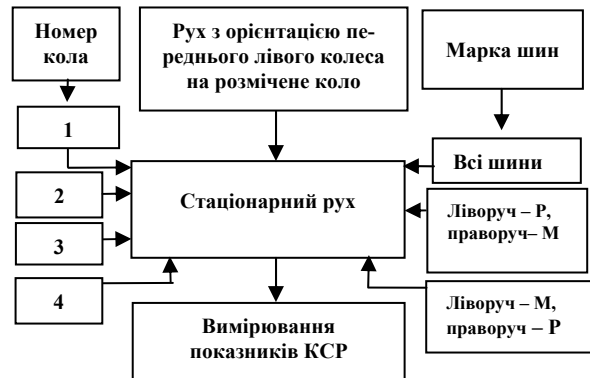 Номер
кола
Рух з орієнтацією пе-
реднього лівого колеса
на розмічене коло
Марка шин
1
2
3
4
Стаціонарний рух
Всі шини
Ліворуч – Р,
праворуч– М
Ліворуч – М,
праворуч – Р
Вимірювання
показників КСР